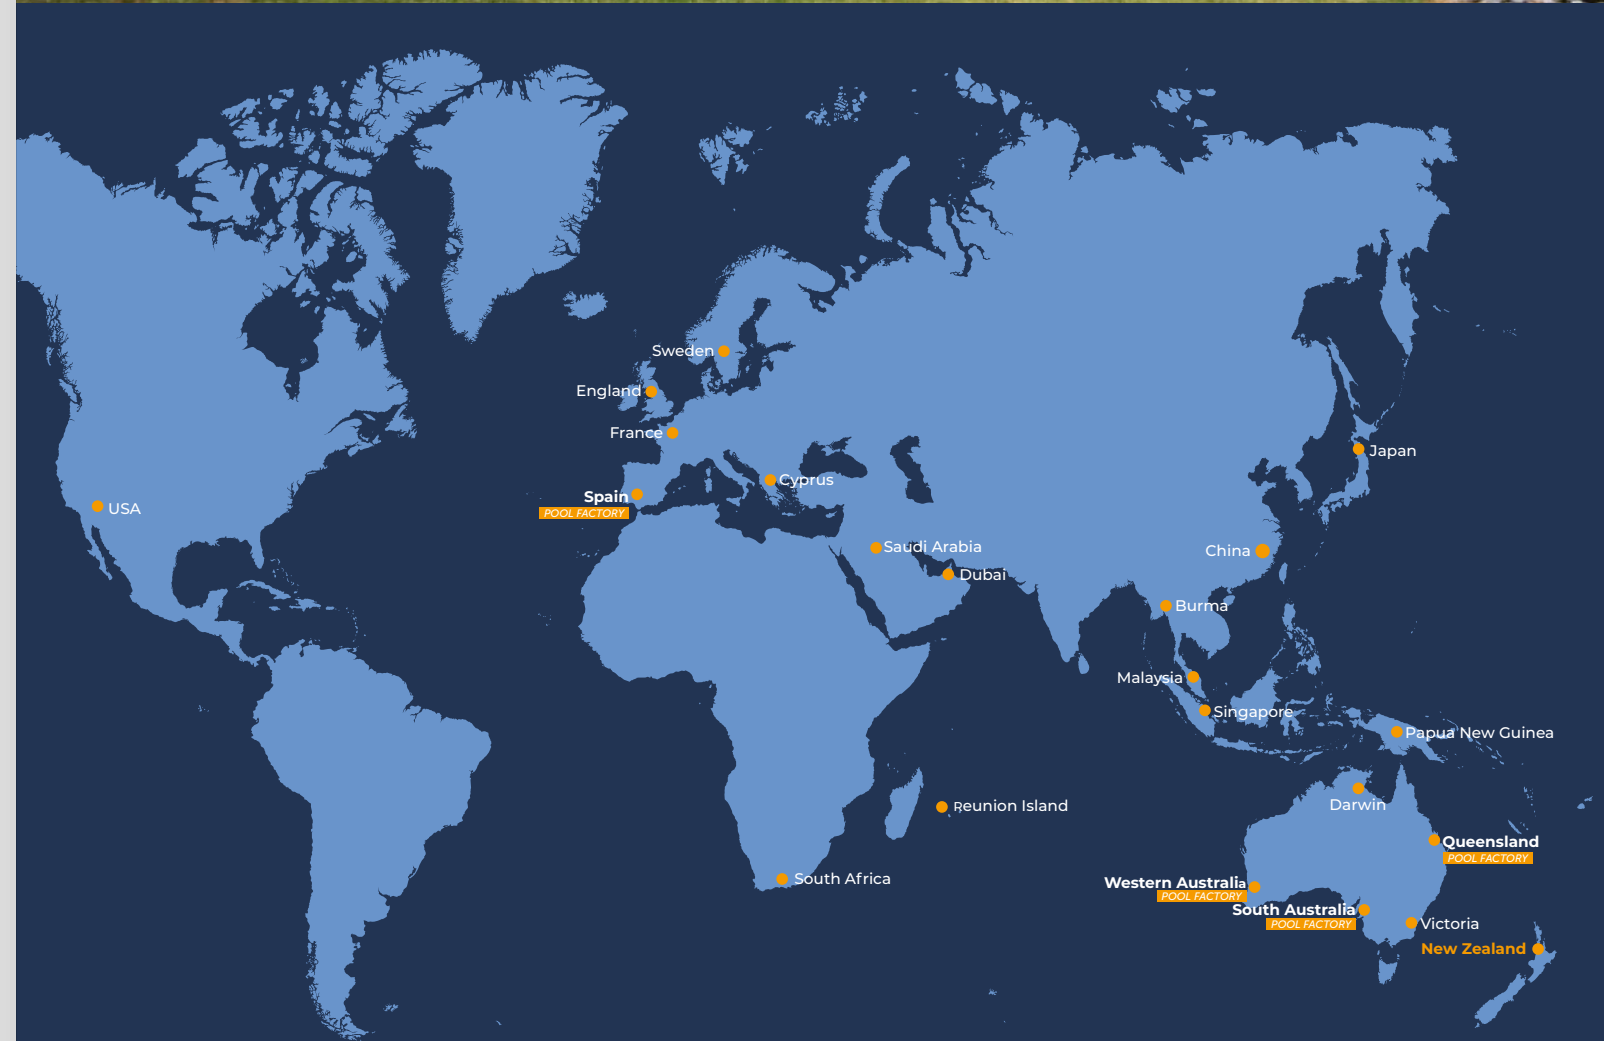 Sweden
England
France
Japan
Cyprus
Spain
POOL FACTORY
USA
Saudi Arabia
China
Dubai
Burma
Malaysia
Singapore
Papua New Guinea
Reunion Island
Darwin
Queensland
POOL FACTORY
South Africa
Western Australia
POOL FACTORY
South Australia
POOL FACTORY
Victoria
New Zealand